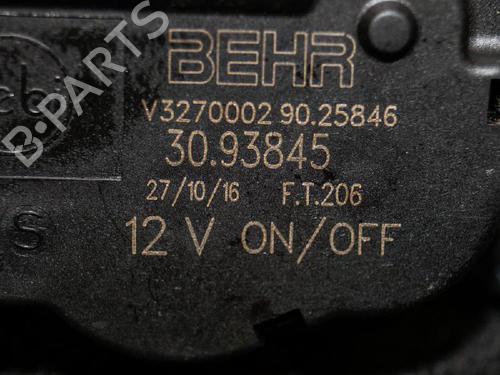 BEHR
V3270002 90.25846
30.93845
27/10/16 F.T.206
12 V ON/OFF
B-PARTS